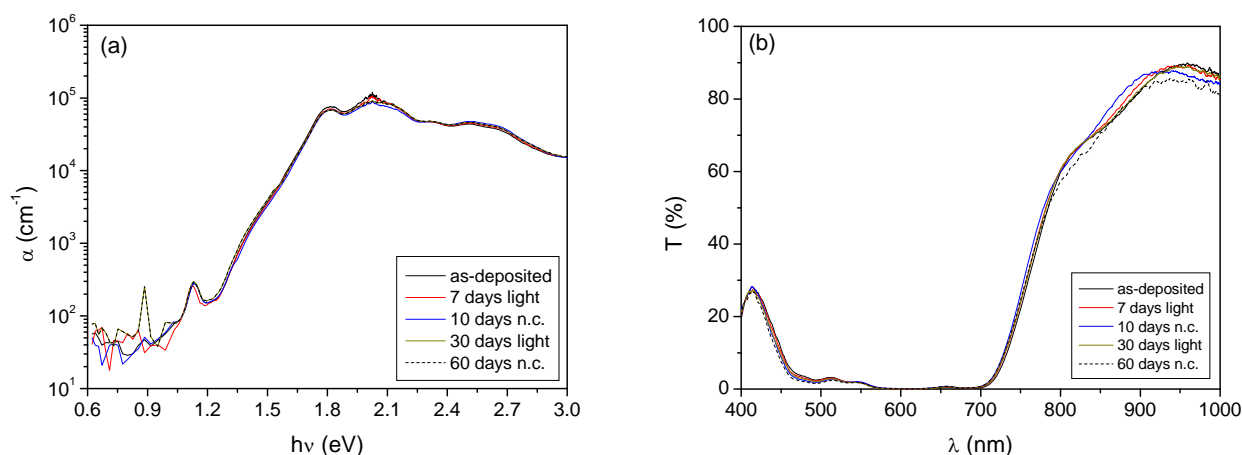 (a)
10^6
10^5
10^4
10^3
10^2
10^1
α (cm^-1)
0.6 0.9 1.2 1.5 1.8 2.1 2.4 2.7 3.0
hν (eV)
as-deposited
7 days light
10 days n.c.
30 days light
60 days n.c.
(b)
100
80
60
40
20
0
T (%)
400 500 600 700 800 900 1000
λ (nm)
as-deposited
7 days light
10 days n.c.
30 days light
60 days n.c.